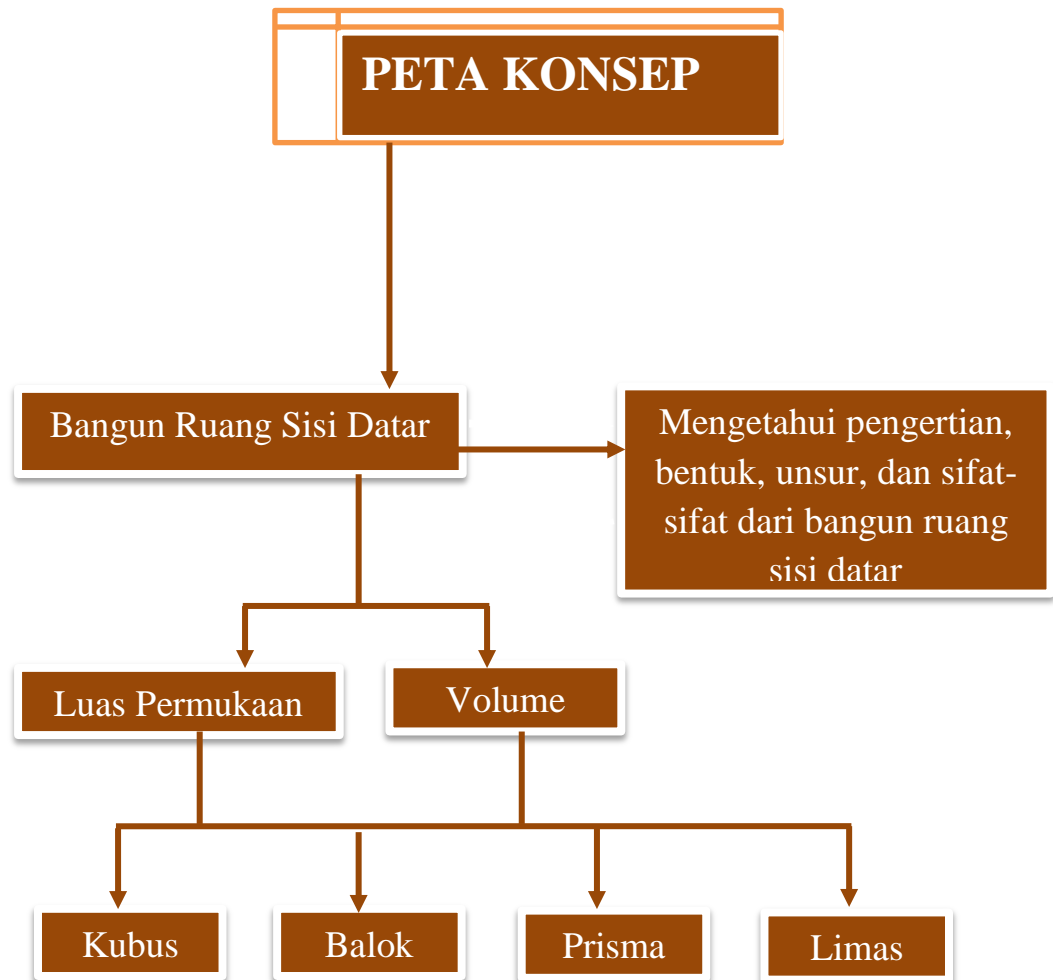 PETA KONSEP
Bangun Ruang Sisi Datar
Mengetahui pengertian,
bentuk, unsur, dan sifat-
sifat dari bangun ruang
sisi datar
Luas Permukaan
Volume
Kubus
Balok
Prisma
Limas